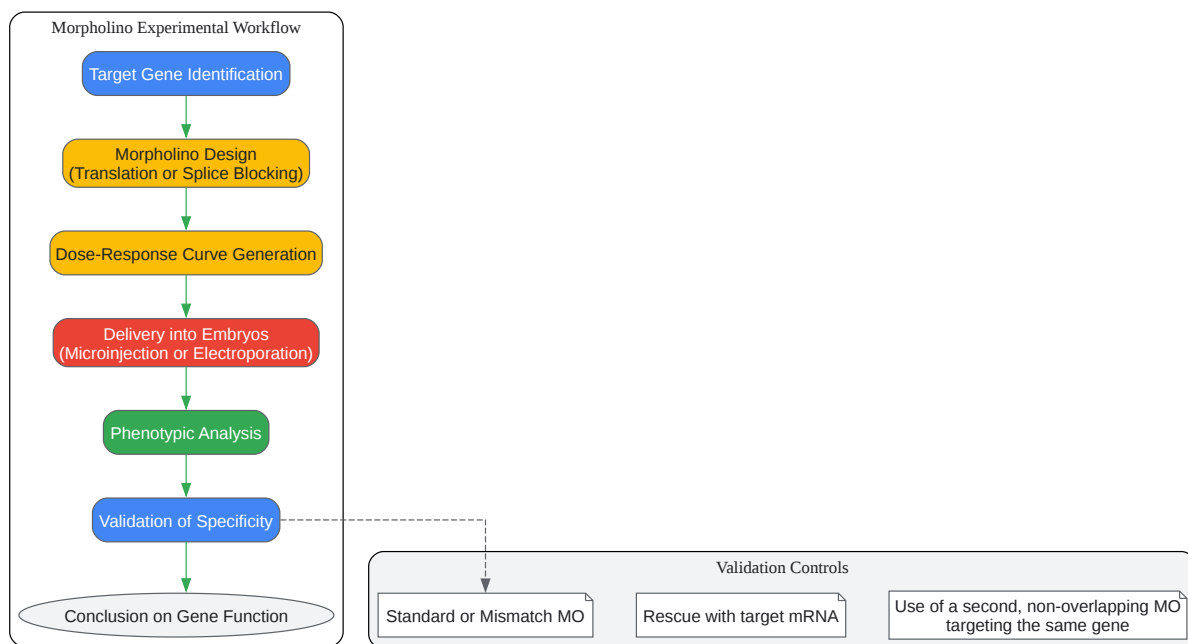 Morpholino Experimental Workflow
Target Gene Identification
Morpholino Design
(Translation or Splice Blocking)
Dose-Response Curve Generation
Delivery into Embryos
(Microinjection or Electroporation)
Phenotypic Analysis
Validation of Specificity
Conclusion on Gene Function
Validation Controls
Standard or Mismatch MO
Rescue with target mRNA
Use of a second, non-overlapping MO
targeting the same gene